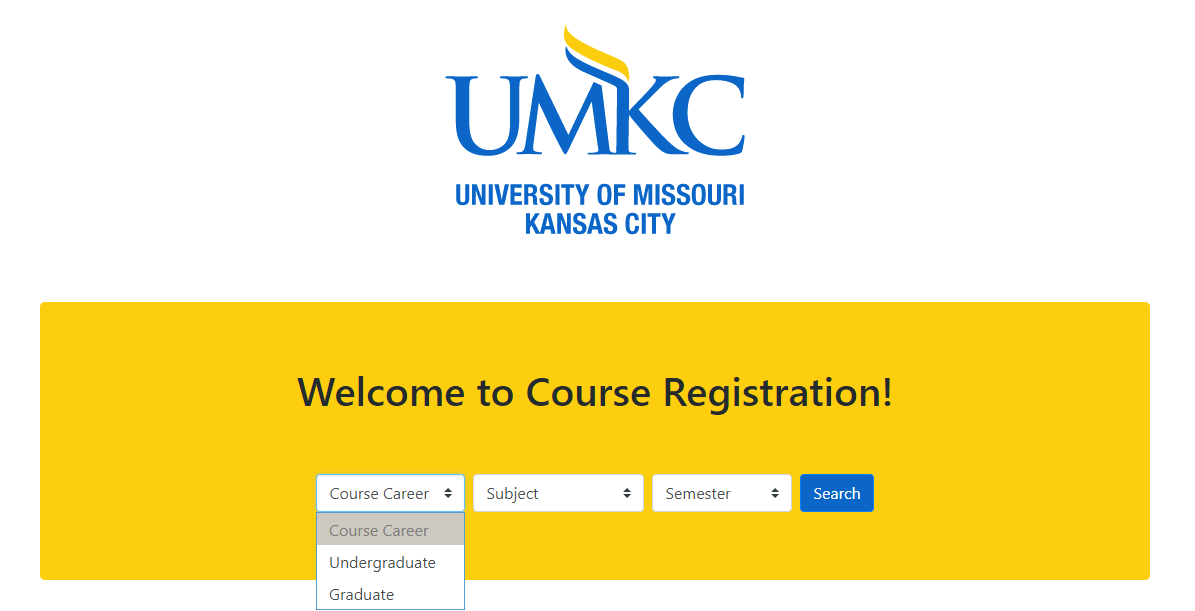 UMKC
UNIVERSITY OF MISSOURI
KANSAS CITY
Welcome to Course Registration!
Course Career Subject Semester Search
Course Career
Undergraduate
Graduate